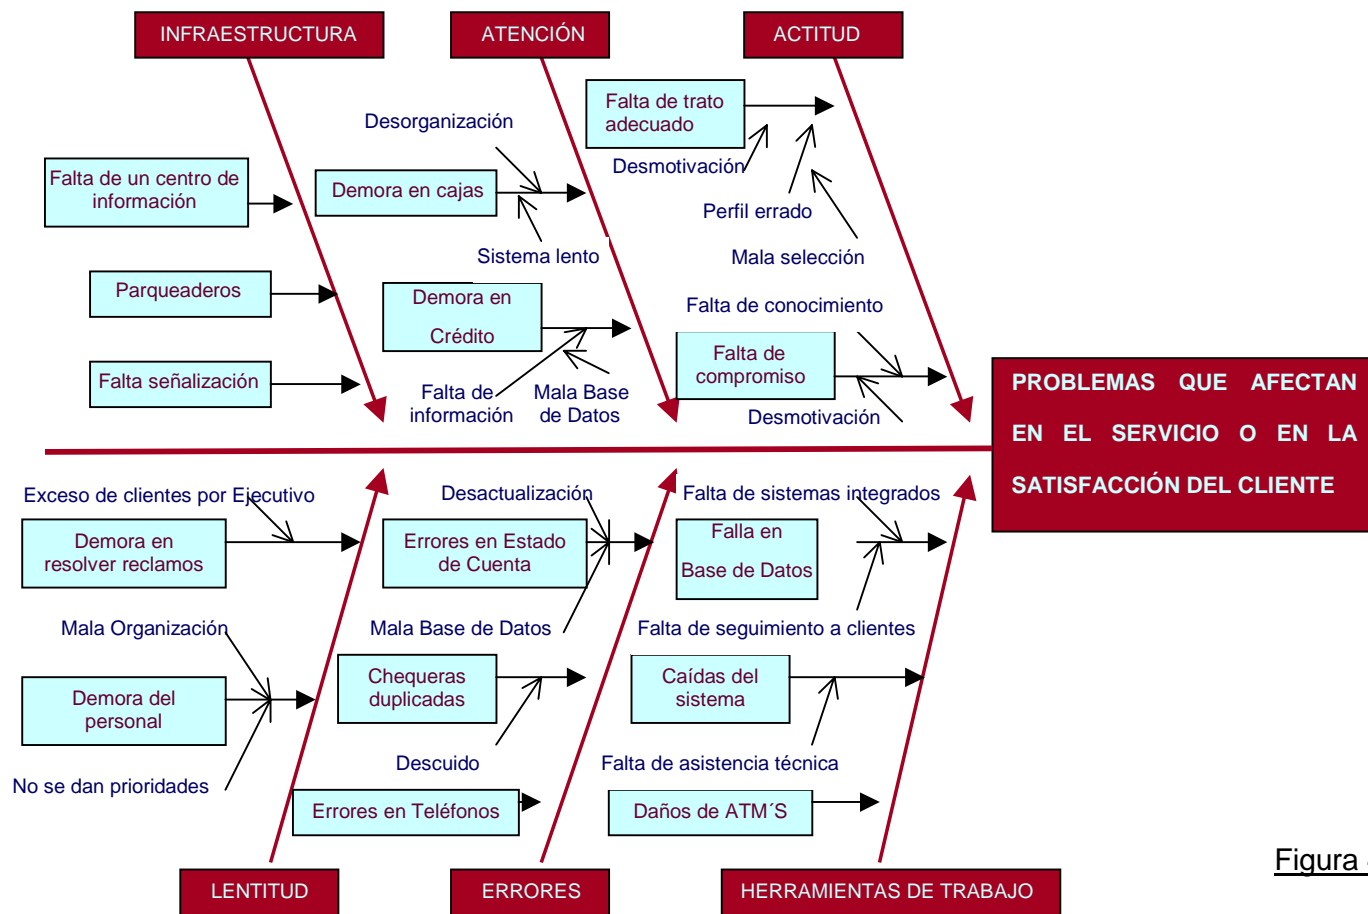 INFRAESTRUCTURA
ATENCIÓN
ACTITUD
Falta de trato
adecuado
Desorganización
Desmotivación
Falta de un centro de
información
Demora en cajas
Perfil errado
Sistema lento
Mala selección
Parqueaderos
Demora en
Crédito
Falta de conocimiento
Falta señalización
Falta de
información
Mala Base
de Datos
Falta de
compromiso
Desmotivación
PROBLEMAS QUE AFECTAN
EN EL SERVICIO O EN LA
SATISFACCIÓN DEL CLIENTE
Exceso de clientes por Ejecutivo
Desactualización
Falta de sistemas integrados
Demora en
resolver reclamos
Errores en Estado
de Cuenta
Falla en
Base de Datos
Mala Organización
Mala Base de Datos
Falta de seguimiento a clientes
Demora del
personal
Chequeras
duplicadas
Caídas del
sistema
No se dan prioridades
Descuido
Falta de asistencia técnica
Errores en Teléfonos
Daños de ATM´S
Figura
LENTITUD
ERRORES
HERRAMIENTAS DE TRABAJO